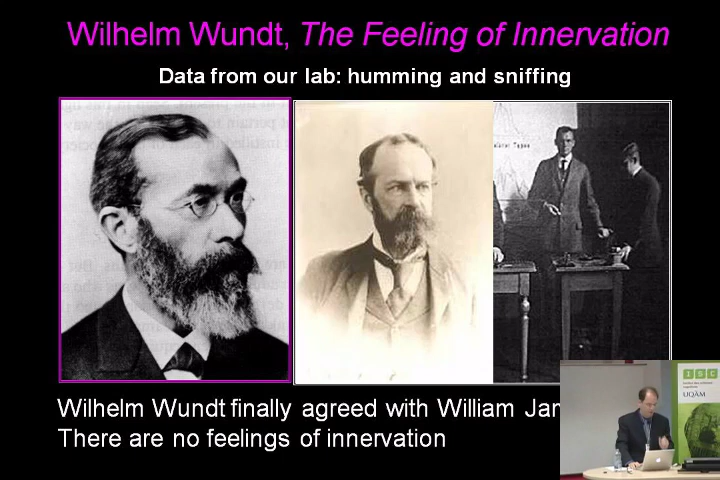 Wilhelm Wundt, The Feeling of Innervation
Data from our lab: humming and sniffing
Wilhelm Wundt finally agreed with William Jam
There are no feelings of innervation
ISC
UQÀM